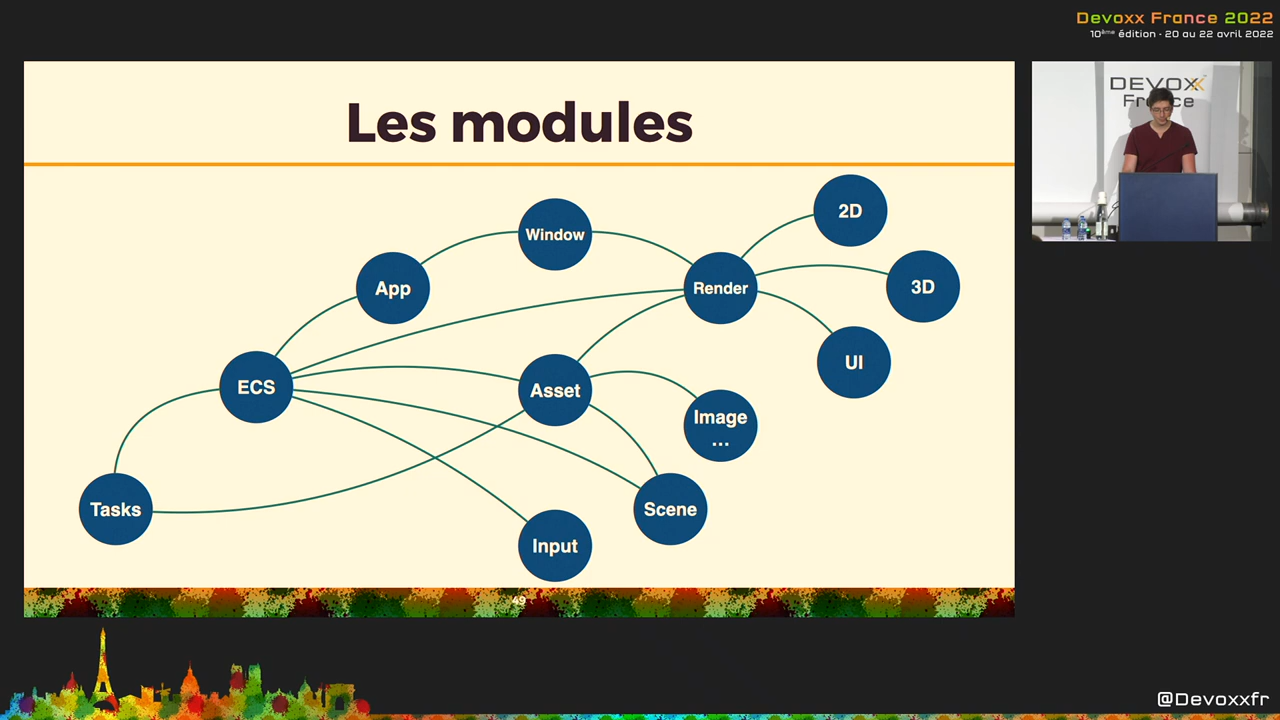 Devoxx France 2022
10ème édition - 20 au 22 avril 2022
DEVOXX
France
Les modules
2D
Window
3D
App
Render
UI
ECS
Asset
Image
...
Tasks
Scene
Input
49
@Devoxxfr